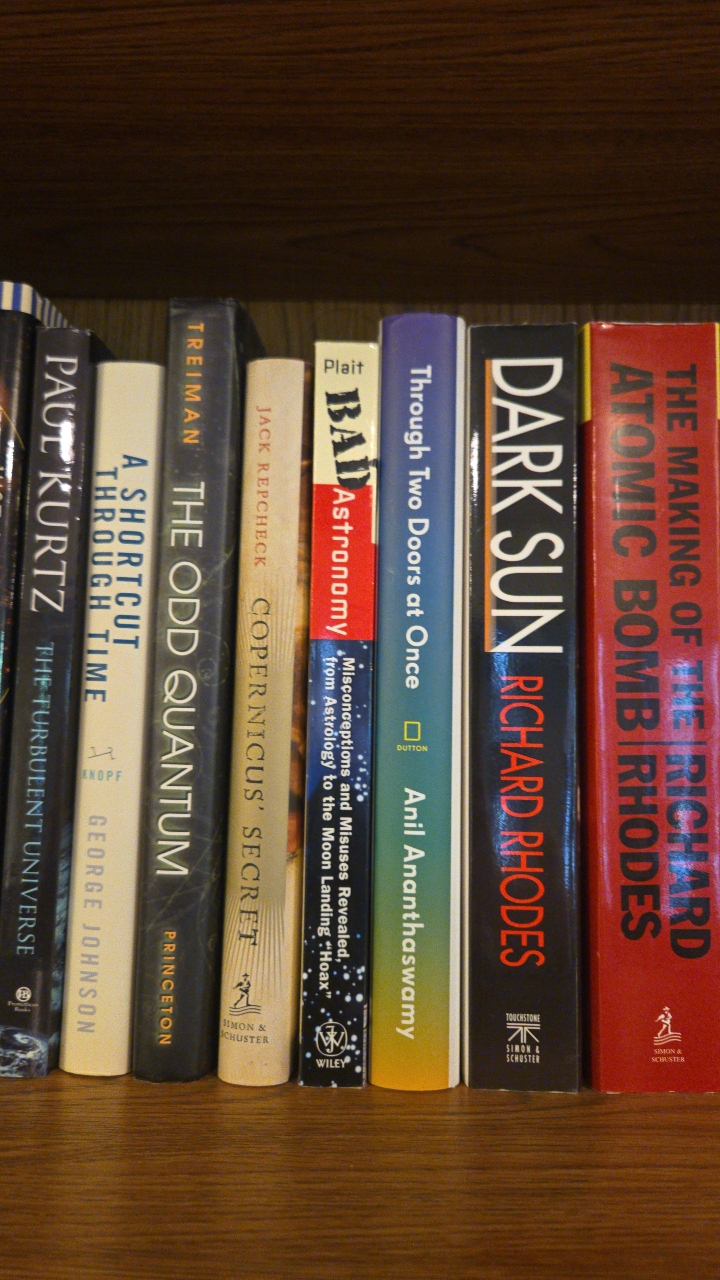 PAUL KURTZ
THE TURBULENT UNIVERSE
Prometheus
Books
A SHORTCUT
THROUGH TIME
KNOPF
GEORGE JOHNSON
TREIMAN
THE ODD QUANTUM
PRINCETON
JACK REPCHECK
COPERNICUS' SECRET
SIMON &
SCHUSTER
Plait
BAD
Astronomy
Misconceptions and Misuses Revealed,
from Astrology to the Moon Landing “Hoax”
WILEY
Through Two Doors at Once
DUTTON
Anil Ananthaswamy
DARK SUN
RICHARD RHODES
TOUCHSTONE
SIMON &
SCHUSTER
THE MAKING OF THE
ATOMIC BOMB
RICHARD
RHODES
SIMON &
SCHUSTER